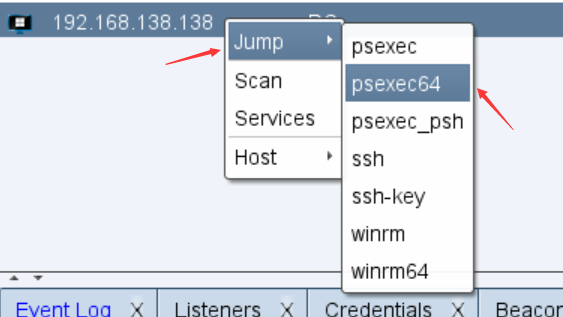 192.168.138.138
Jump
psexec
psexec64
Scan
Services
psexec_psh
Host
ssh
ssh-key
winrm
winrm64
Event Log X Listeners X Credentials X Beacon